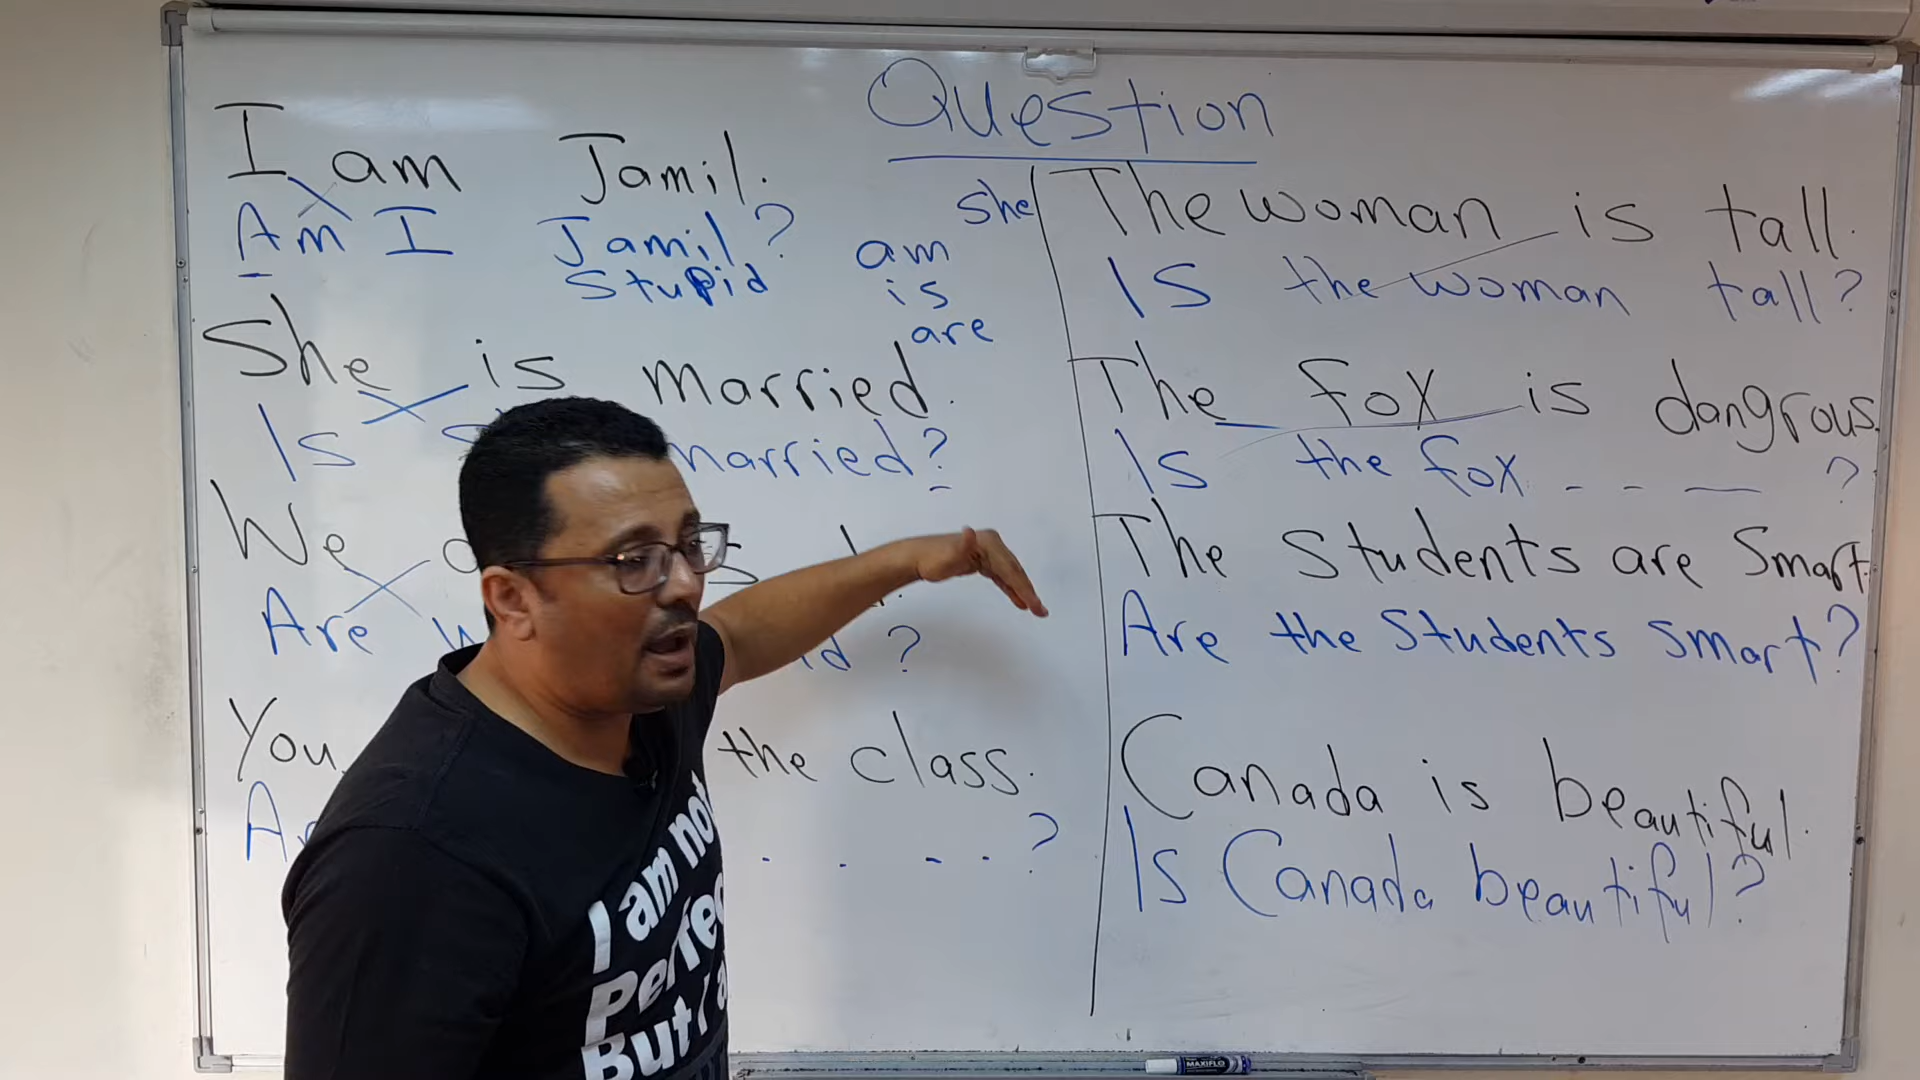 Question
I am Jamil.
Am I Jamil?
Stupid
am
is
are
She is married.
Is married?
We
Are ?
You the class.
. . . . ?
she
The woman is tall.
Is the woman tall?
The fox is dangrous.
Is the fox - - — ?
The Students are Smart.
Are the Students Smart?
Canada is beautiful.
Is Canada beautiful?
I am not
Perfec
But I a
MAXIFLO